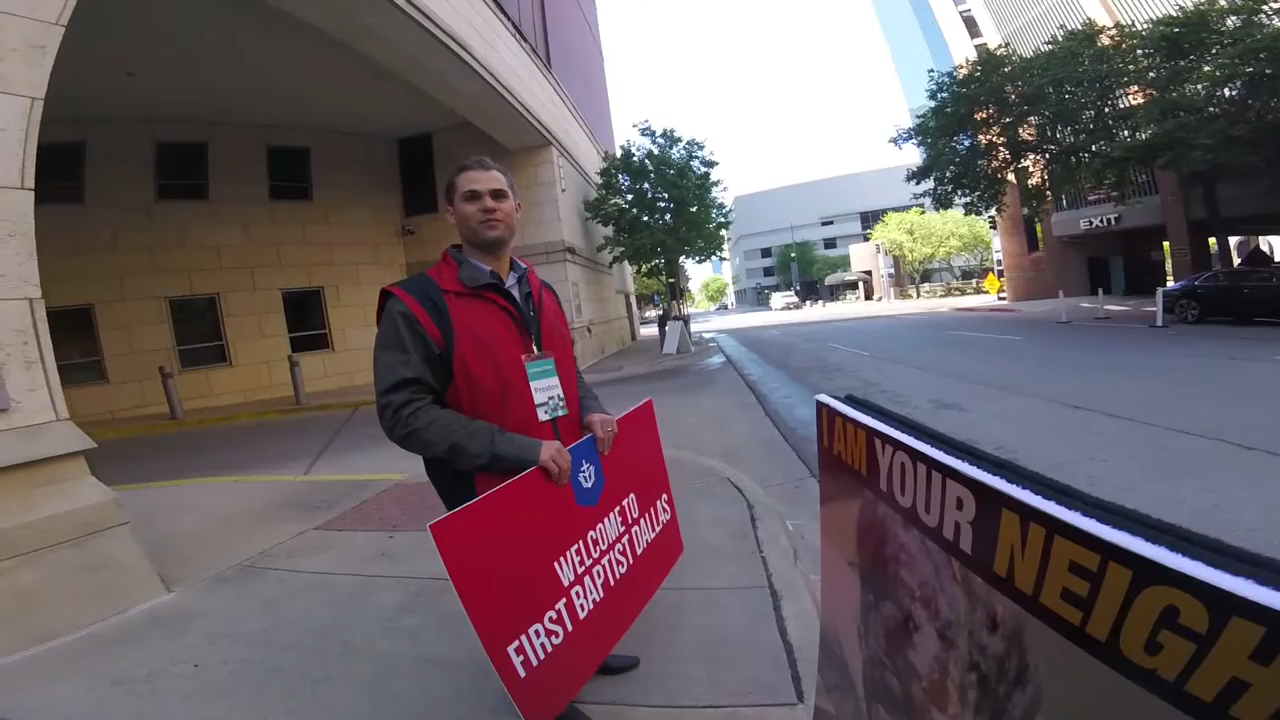 EXIT
Preston
WELCOME TO
FIRST BAPTIST DALLAS
I AM YOUR NEIGH